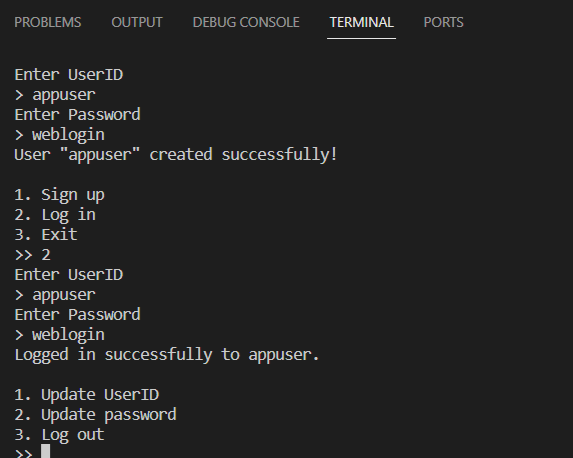 PROBLEMS OUTPUT DEBUG CONSOLE TERMINAL PORTS
Enter UserID
> appuser
Enter Password
> weblogin
User "appuser" created successfully!
1. Sign up
2. Log in
3. Exit
>> 2
Enter UserID
> appuser
Enter Password
> weblogin
Logged in successfully to appuser.
1. Update UserID
2. Update password
3. Log out
>>